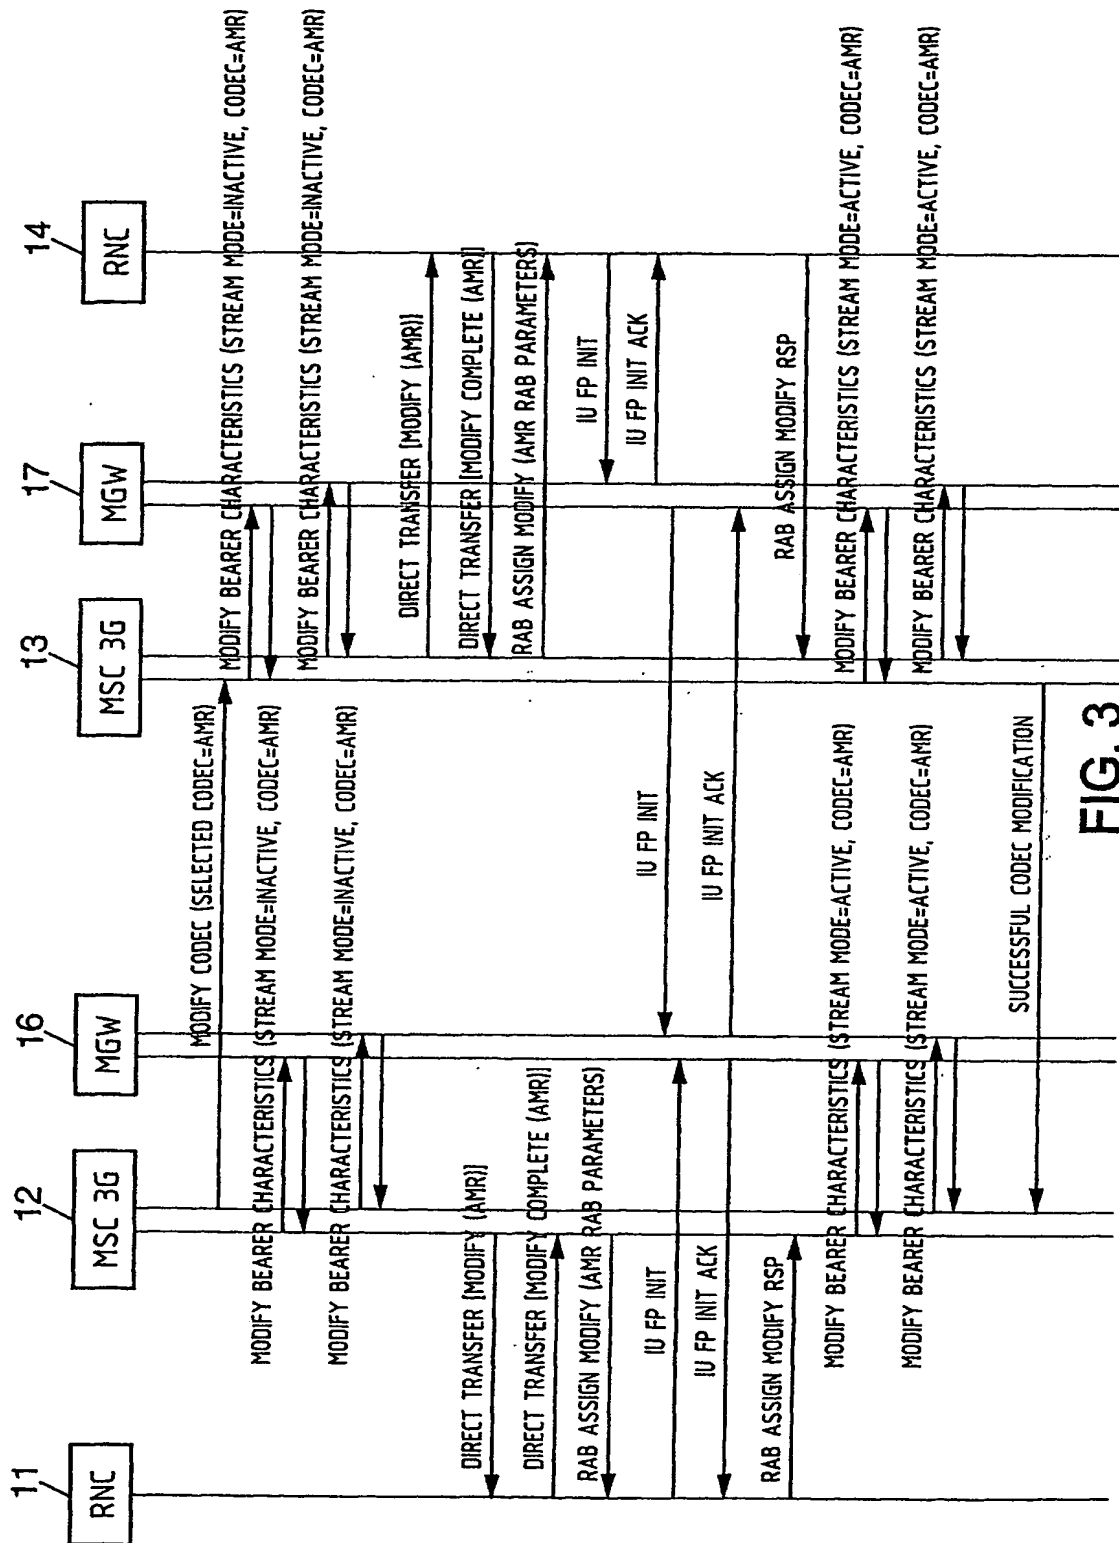 11
RNC
12
MSC 3G
16
MGW
13
MSC 3G
17
MGW
14
RNC
MODIFY CODEC (SELECTED CODEC=AMR)
MODIFY BEARER CHARACTERISTICS (STREAM MODE=INACTIVE, CODEC=AMR)
MODIFY BEARER CHARACTERISTICS (STREAM MODE=INACTIVE, CODEC=AMR)
MODIFY BEARER CHARACTERISTICS (STREAM MODE=INACTIVE, CODEC=AMR)
MODIFY BEARER CHARACTERISTICS (STREAM MODE=INACTIVE, CODEC=AMR)
DIRECT TRANSFER [MODIFY (AMR)]
DIRECT TRANSFER [MODIFY (AMR)]
DIRECT TRANSFER [MODIFY COMPLETE (AMR)]
DIRECT TRANSFER [MODIFY COMPLETE (AMR)]
RAB ASSIGN MODIFY (AMR RAB PARAMETERS)
RAB ASSIGN MODIFY (AMR RAB PARAMETERS)
IU FP INIT
IU FP INIT
IU FP INIT
IU FP INIT ACK
IU FP INIT ACK
IU FP INIT ACK
RAB ASSIGN MODIFY RSP
RAB ASSIGN MODIFY RSP
MODIFY BEARER CHARACTERISTICS (STREAM MODE=ACTIVE, CODEC=AMR)
MODIFY BEARER CHARACTERISTICS (STREAM MODE=ACTIVE, CODEC=AMR)
MODIFY BEARER CHARACTERISTICS (STREAM MODE=ACTIVE, CODEC=AMR)
MODIFY BEARER CHARACTERISTICS (STREAM MODE=ACTIVE, CODEC=AMR)
SUCCESSFUL CODEC MODIFICATION
FIG. 3